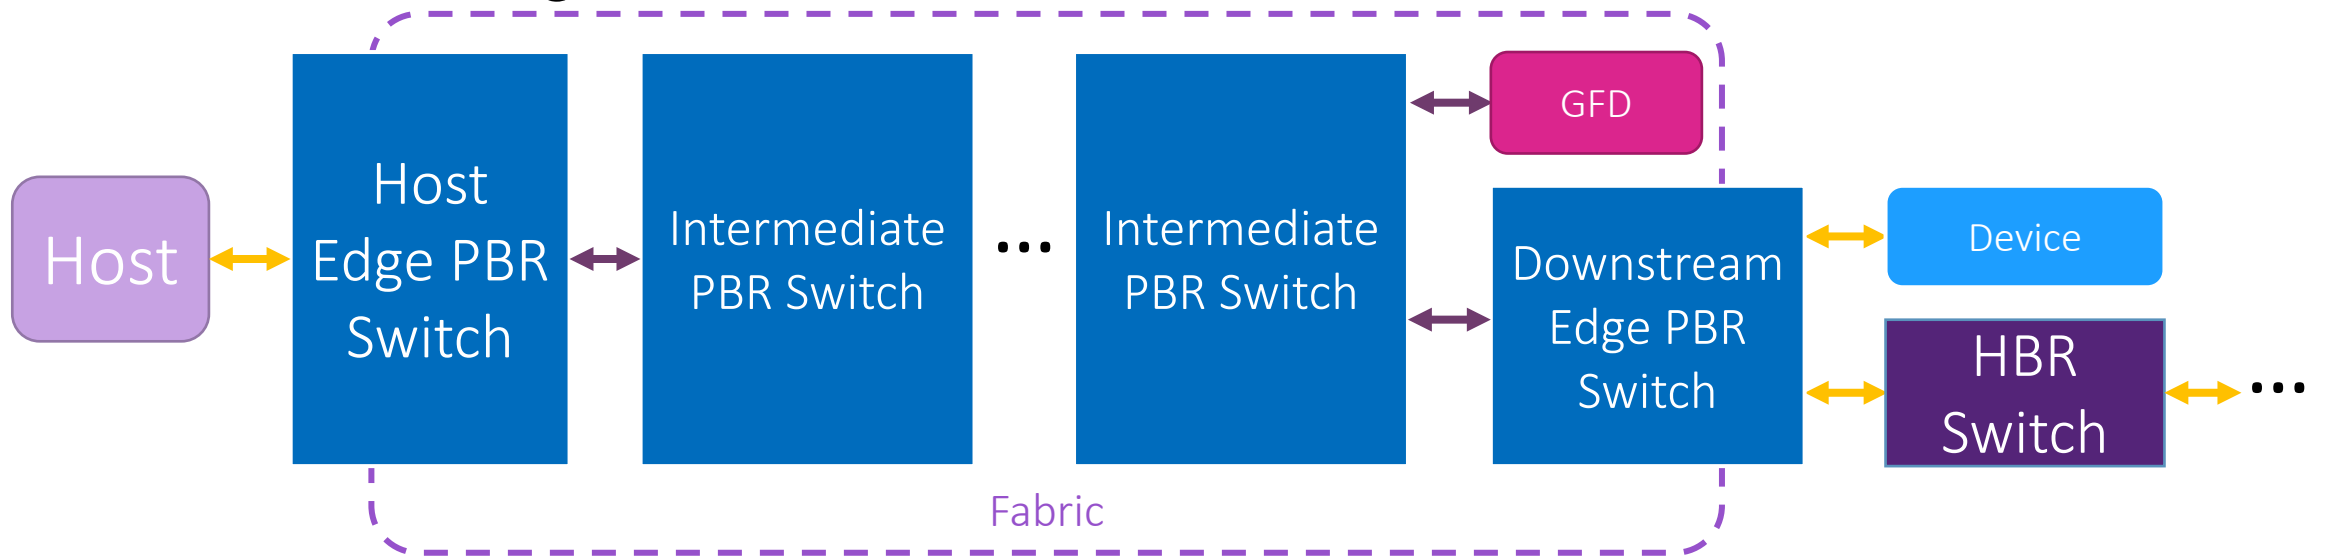 Host
Host
Edge PBR
Switch
Intermediate
PBR Switch
...
Intermediate
PBR Switch
GFD
Downstream
Edge PBR
Switch
Device
HBR
Switch
...
Fabric